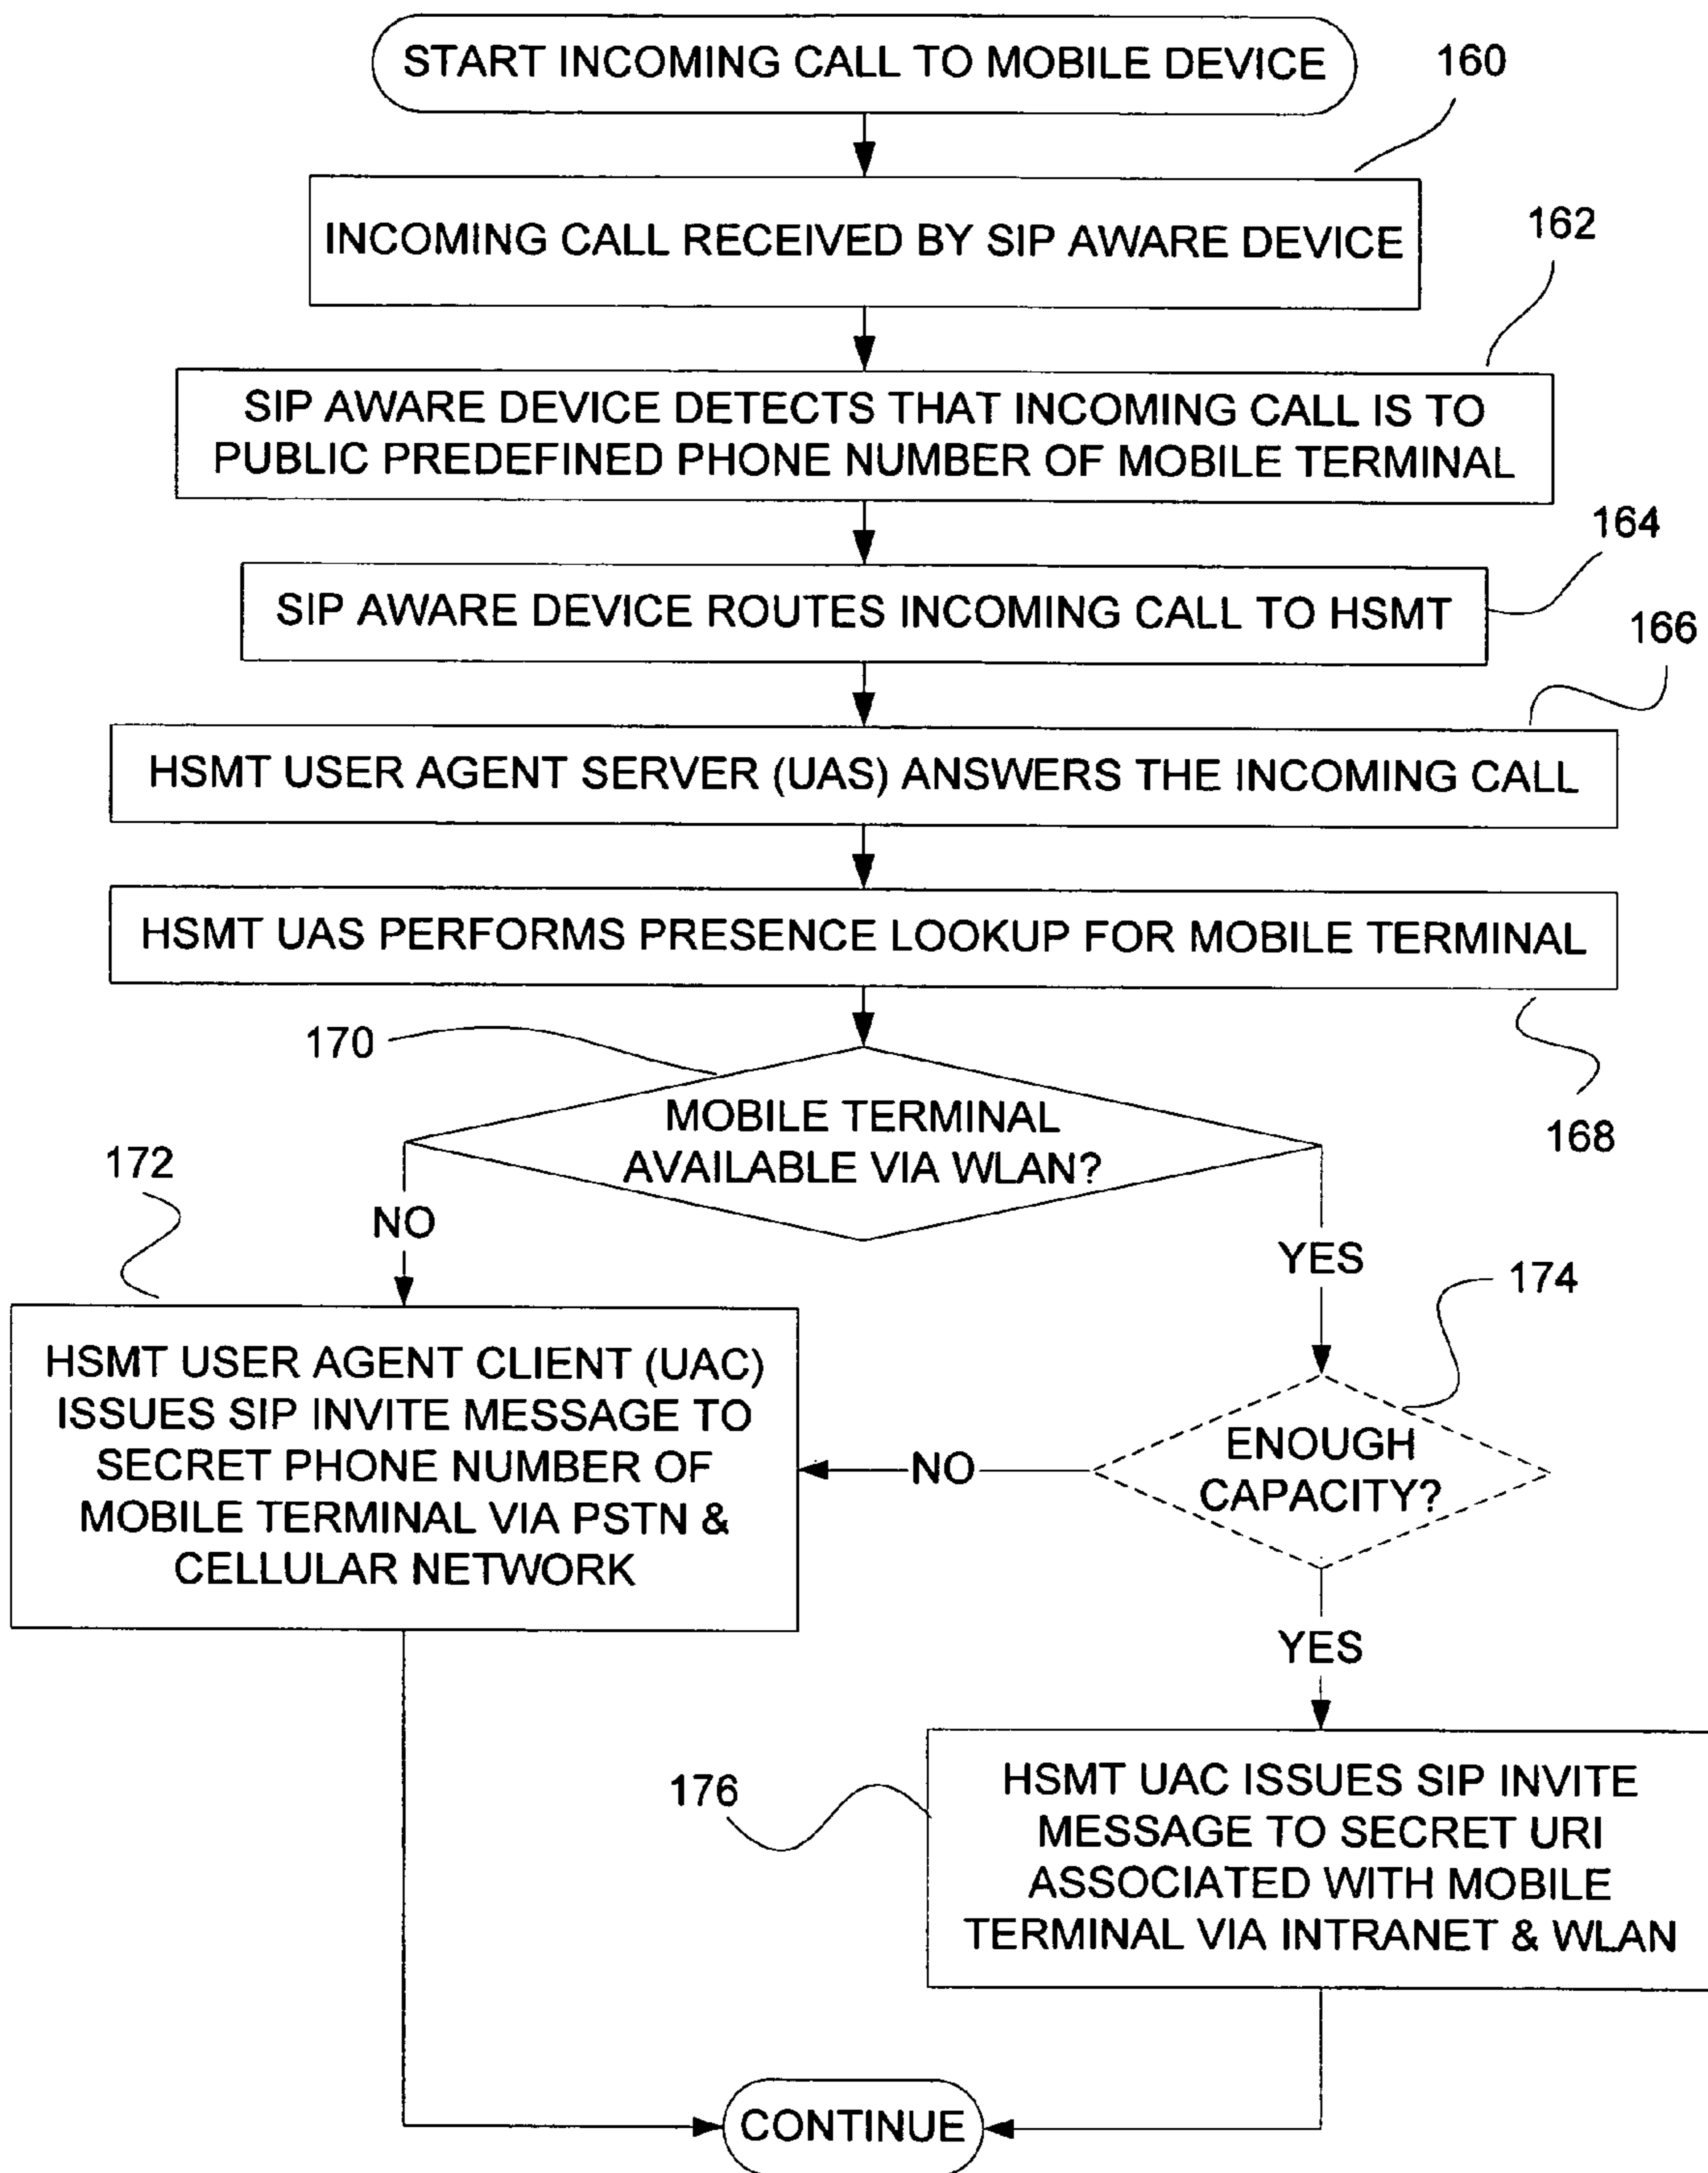 START INCOMING CALL TO MOBILE DEVICE
160
INCOMING CALL RECEIVED BY SIP AWARE DEVICE
162
SIP AWARE DEVICE DETECTS THAT INCOMING CALL IS TO
PUBLIC PREDEFINED PHONE NUMBER OF MOBILE TERMINAL
164
SIP AWARE DEVICE ROUTES INCOMING CALL TO HSMT
166
HSMT USER AGENT SERVER (UAS) ANSWERS THE INCOMING CALL
HSMT UAS PERFORMS PRESENCE LOOKUP FOR MOBILE TERMINAL
168
170
MOBILE TERMINAL
AVAILABLE VIA WLAN?
NO
YES
172
HSMT USER AGENT CLIENT (UAC)
ISSUES SIP INVITE MESSAGE TO
SECRET PHONE NUMBER OF
MOBILE TERMINAL VIA PSTN &
CELLULAR NETWORK
174
ENOUGH
CAPACITY?
NO
YES
176
HSMT UAC ISSUES SIP INVITE
MESSAGE TO SECRET URI
ASSOCIATED WITH MOBILE
TERMINAL VIA INTRANET & WLAN
CONTINUE